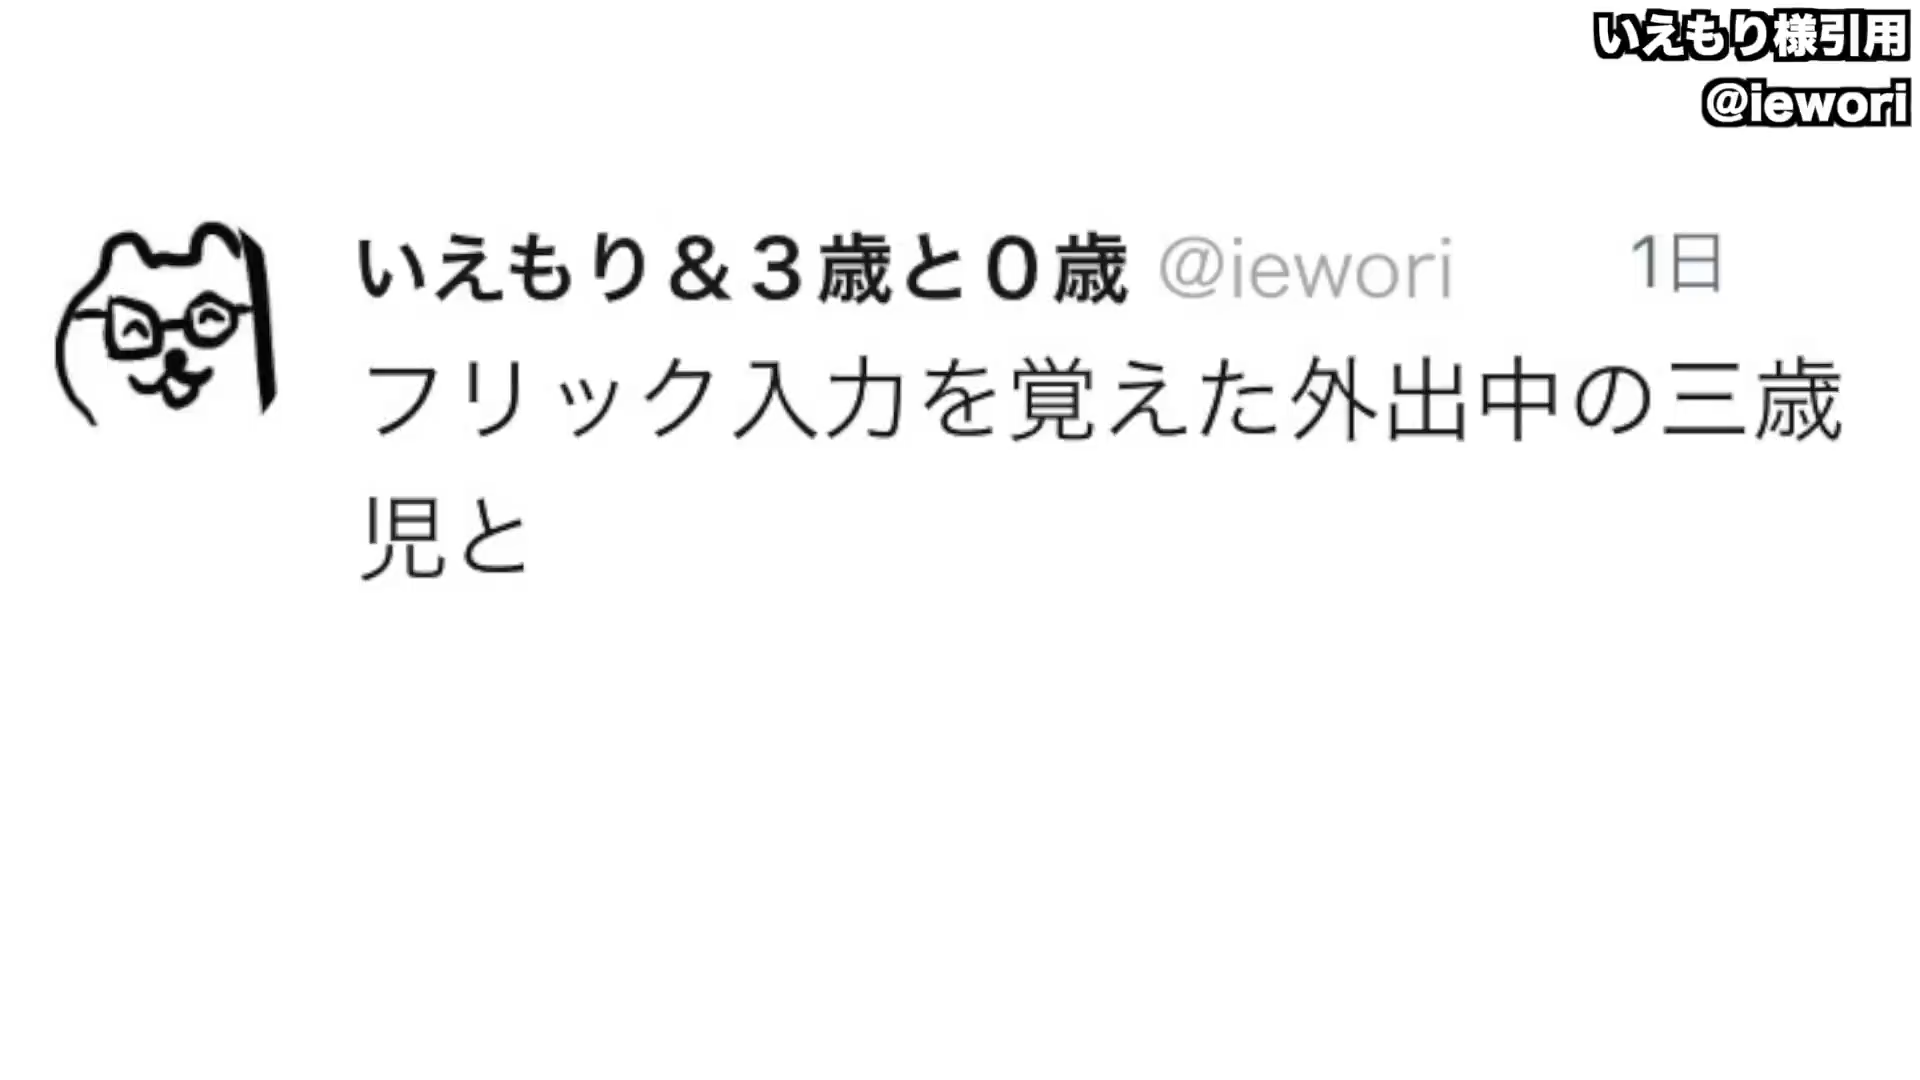 いえもり様引用
@iewori
いえもり&3歳と0歳 @iewori 1日
フリック入力を覚えた外出中の三歳
児と